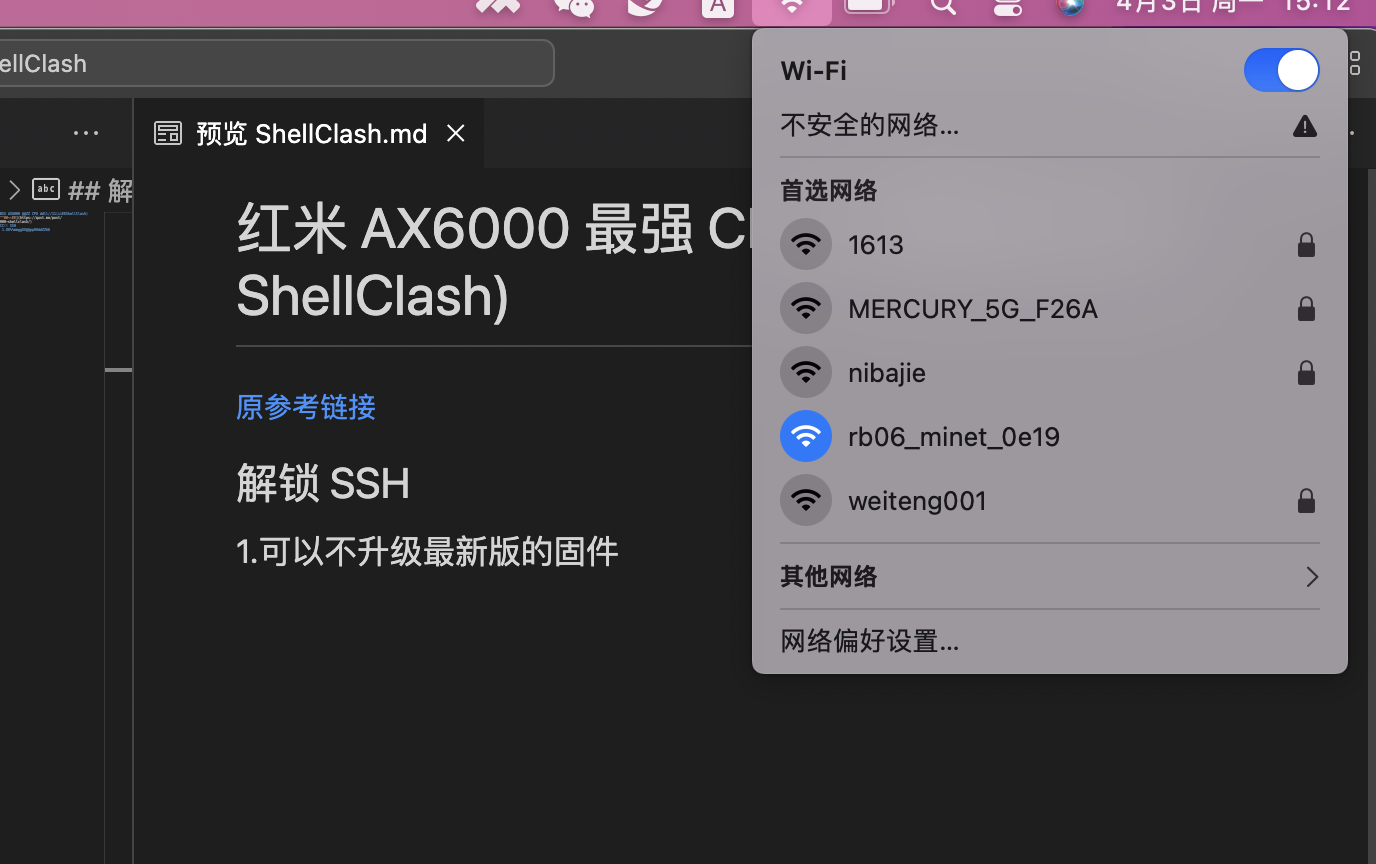 A
4月3日 周一 15:12
ellClash
预览 ShellClash.md
abc ## 解
红米 AX6000 最强
ShellClash)
原参考链接
解锁 SSH
1.可以不升级最新版的固件
Wi-Fi
不安全的网络...
首选网络
1613
MERCURY_5G_F26A
nibajie
rb06_minet_0e19
weiteng001
其他网络
网络偏好设置...